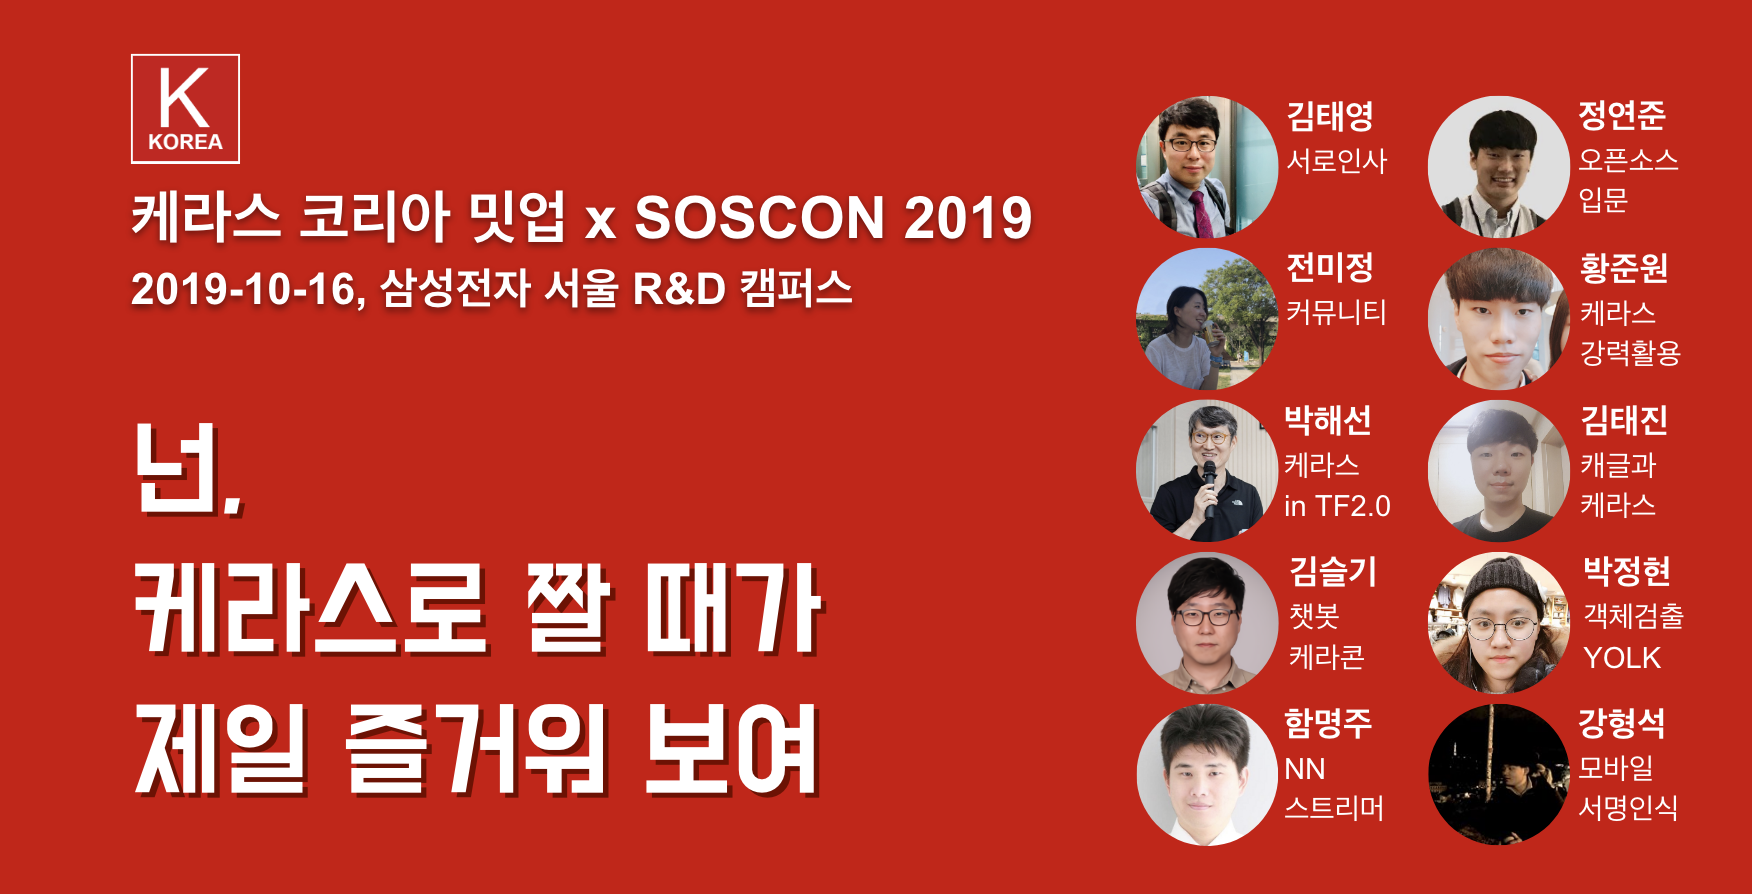 K
KOREA
케라스 코리아 밋업 x SOSCON 2019
2019-10-16, 삼성전자 서울 R&D 캠퍼스
넌,
케라스로 짤 때가
제일 즐거워 보여
김태영
서로인사
정연준
오픈소스
입문
전미정
커뮤니티
황준원
케라스
강력활용
박해선
케라스
in TF2.0
김태진
캐글과
케라스
김슬기
챗봇
케라콘
박정현
객체검출
YOLK
함명주
NN
스트리머
강형석
모바일
서명인식